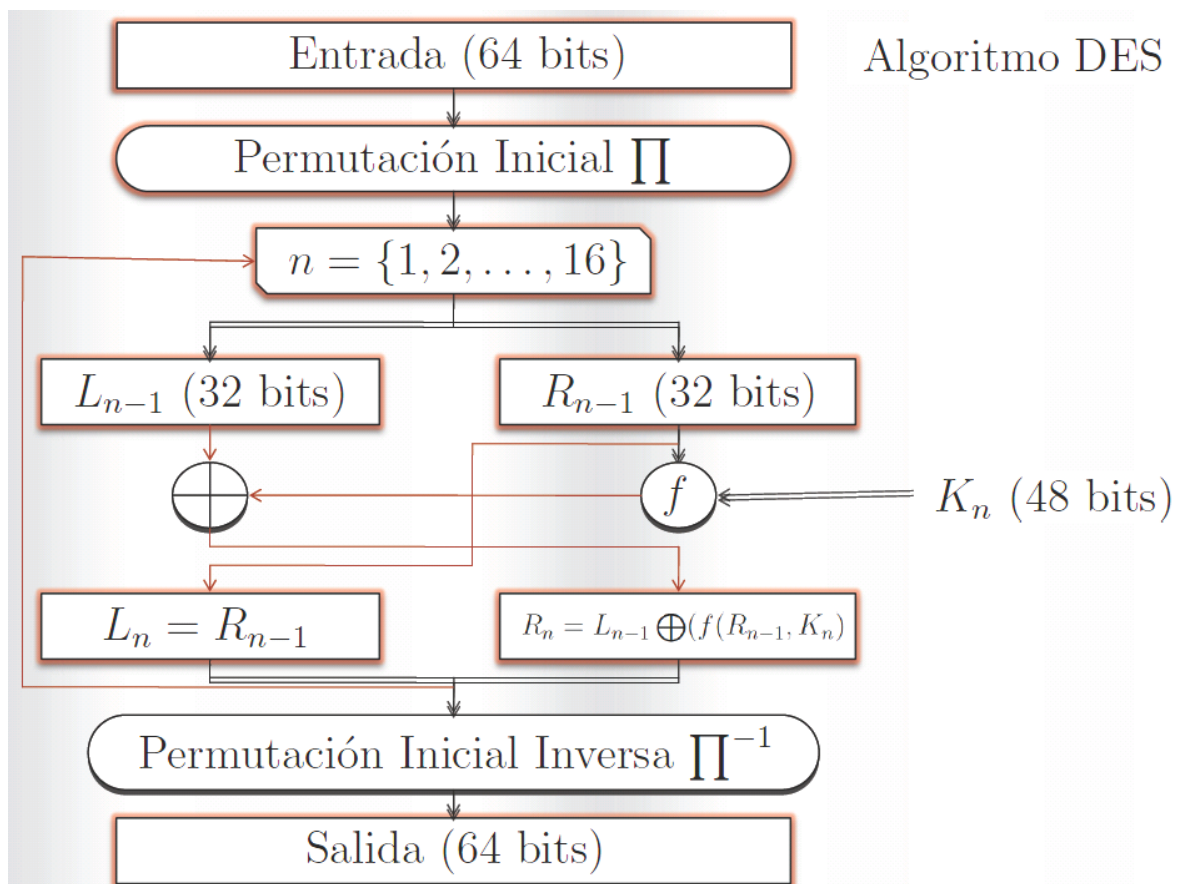 Entrada (64 bits)
Algoritmo DES
Permutación Inicial ∏
n = {1, 2, . . . , 16}
L_{n−1} (32 bits)
R_{n−1} (32 bits)
f
K_n (48 bits)
L_n = R_{n−1}
R_n = L_{n−1} ⨁(f(R_{n−1}, K_n)
Permutación Inicial Inversa ∏^{−1}
Salida (64 bits)